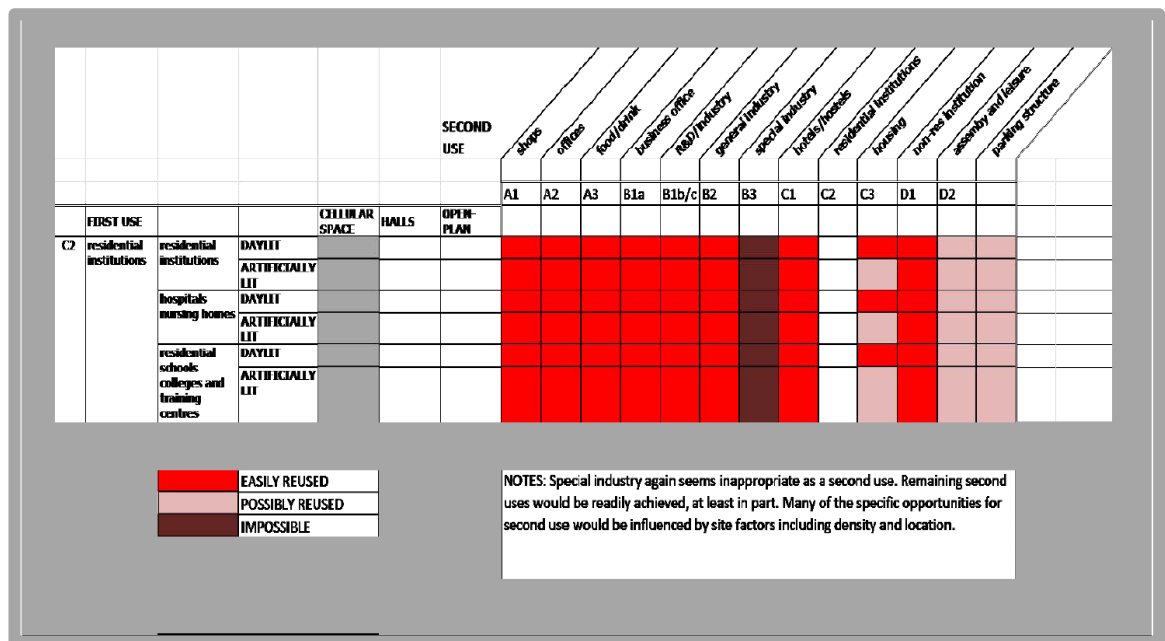 SECOND
USE
shops
offices
food/drink
business office
R&D/industry
general industry
special industry
hotels/hostels
residential institutions
housing
non-res institution
assemby and leisure
parking structure
A1 A2 A3 B1a B1b/c B2 B3 C1 C2 C3 D1 D2
FIRST USE CELLULAR SPACE HALLS OPEN-PLAN
C2 residential institutions residential institutions DAYLIT
ARTIFICIALLY LIT
hospitals nursing homes DAYLIT
ARTIFICIALLY LIT
residential schools colleges and training centres DAYLIT
ARTIFICIALLY LIT
EASILY REUSED
POSSIBLY REUSED
IMPOSSIBLE
NOTES: Special industry again seems inappropriate as a second use. Remaining second
uses would be readily achieved, at least in part. Many of the specific opportunities for
second use would be influenced by site factors including density and location.